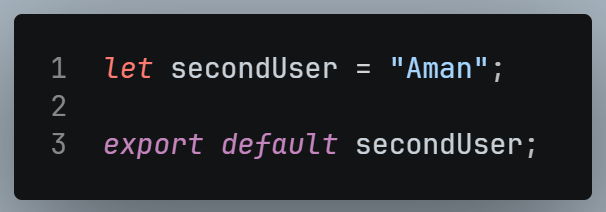 1 let secondUser = "Aman";
2
3 export default secondUser;